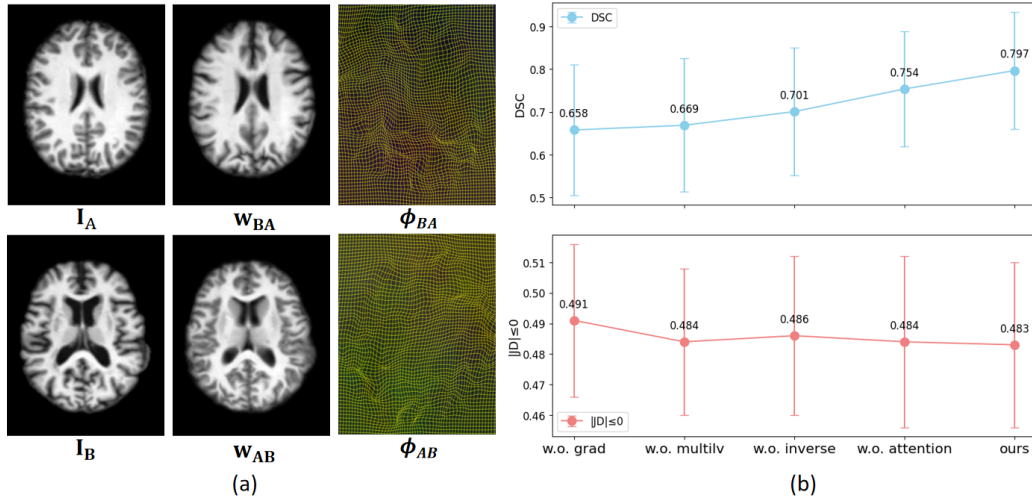 I_A
w_BA
ϕ_BA
I_B
w_AB
ϕ_AB
(a)
DSC
DSC
0.9
0.8
0.7
0.6
0.5
0.658
0.669
0.701
0.754
0.797
|JD|≤0
0.51
0.50
0.49
0.48
0.47
0.46
0.491
0.484
0.486
0.484
0.483
|JD|≤0
w.o. grad
w.o. multilv
w.o. inverse
w.o. attention
ours
(b)